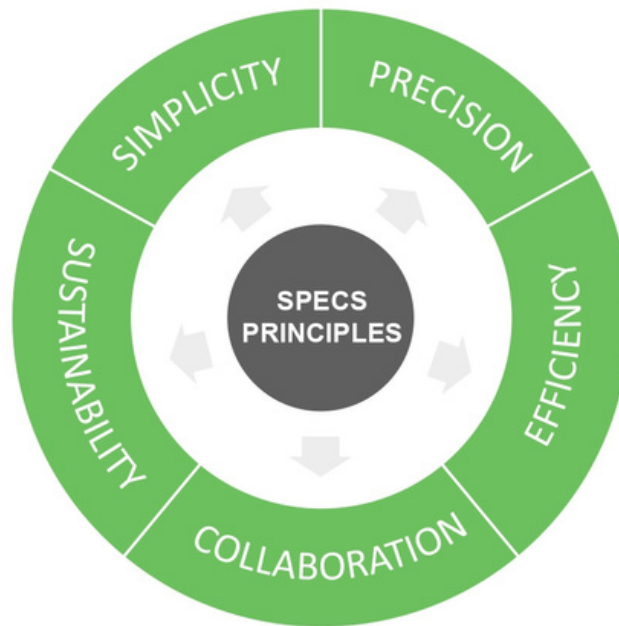 SIMPLICITY
PRECISION
EFFICIENCY
COLLABORATION
SUSTAINABILITY
SPECS
PRINCIPLES